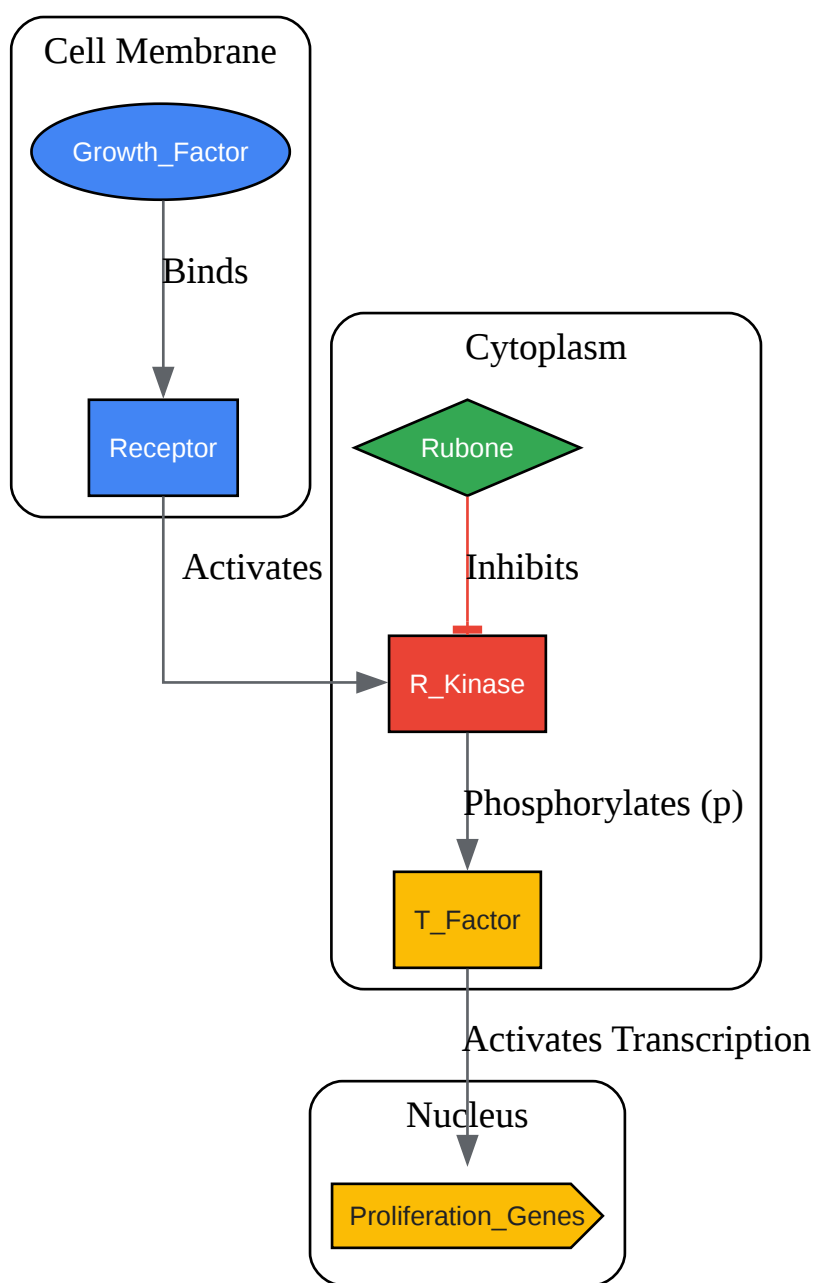 Cell Membrane
Growth_Factor
Binds
Receptor
Activates
Cytoplasm
Rubone
Inhibits
R_Kinase
Phosphorylates (p)
T_Factor
Activates Transcription
Nucleus
Proliferation_Genes